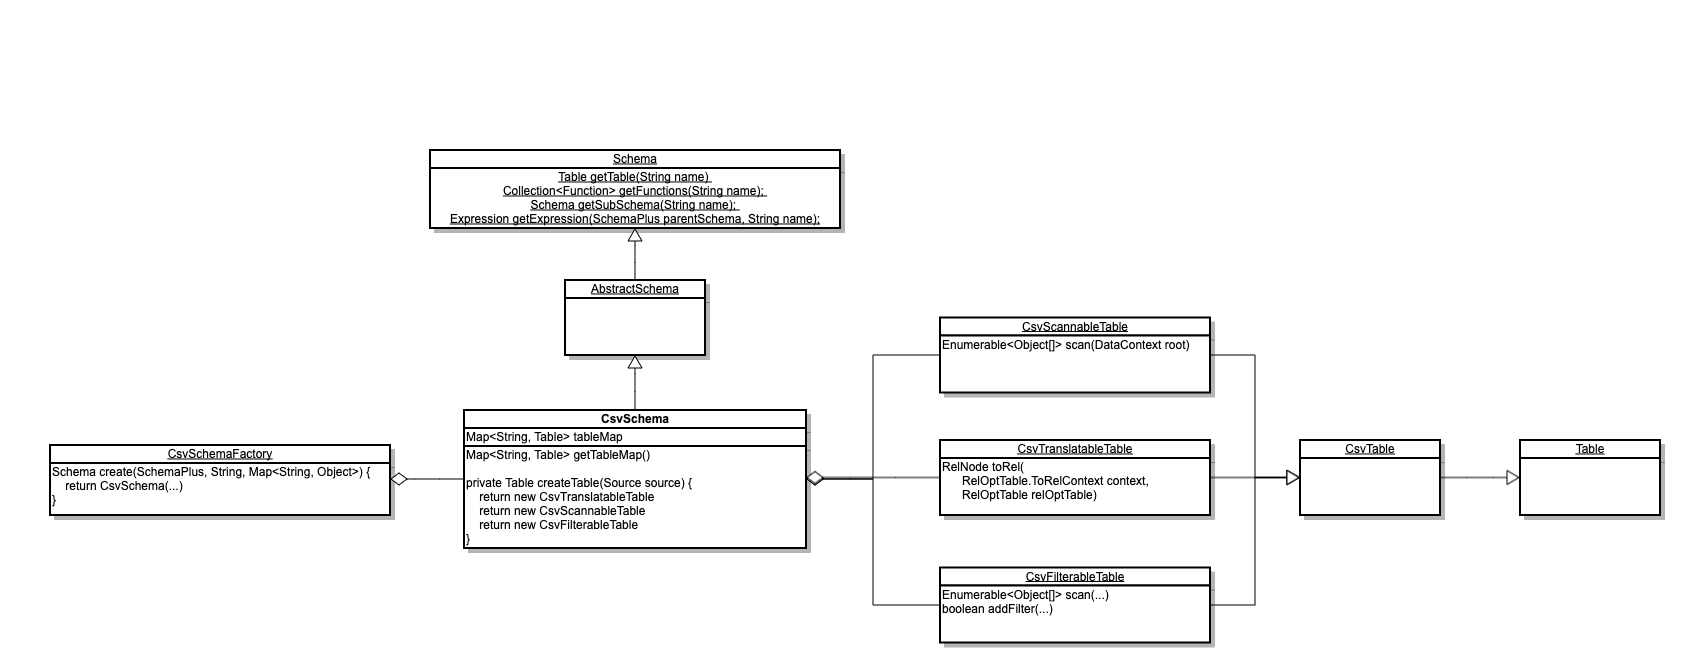 Schema
Table getTable(String name)
Collection<Function> getFunctions(String name);
Schema getSubSchema(String name);
Expression getExpression(SchemaPlus parentSchema, String name);
AbstractSchema
CsvSchemaFactory
Schema create(SchemaPlus, String, Map<String, Object>) {
return CsvSchema(...)
}
CsvSchema
Map<String, Table> tableMap
Map<String, Table> getTableMap()
private Table createTable(Source source) {
return new CsvTranslatableTable
return new CsvScannableTable
return new CsvFilterableTable
}
CsvScannableTable
Enumerable<Object[]> scan(DataContext root)
CsvTranslatableTable
RelNode toRel(
RelOptTable.ToRelContext context,
RelOptTable relOptTable)
CsvFilterableTable
Enumerable<Object[]> scan(...)
boolean addFilter(...)
CsvTable
Table